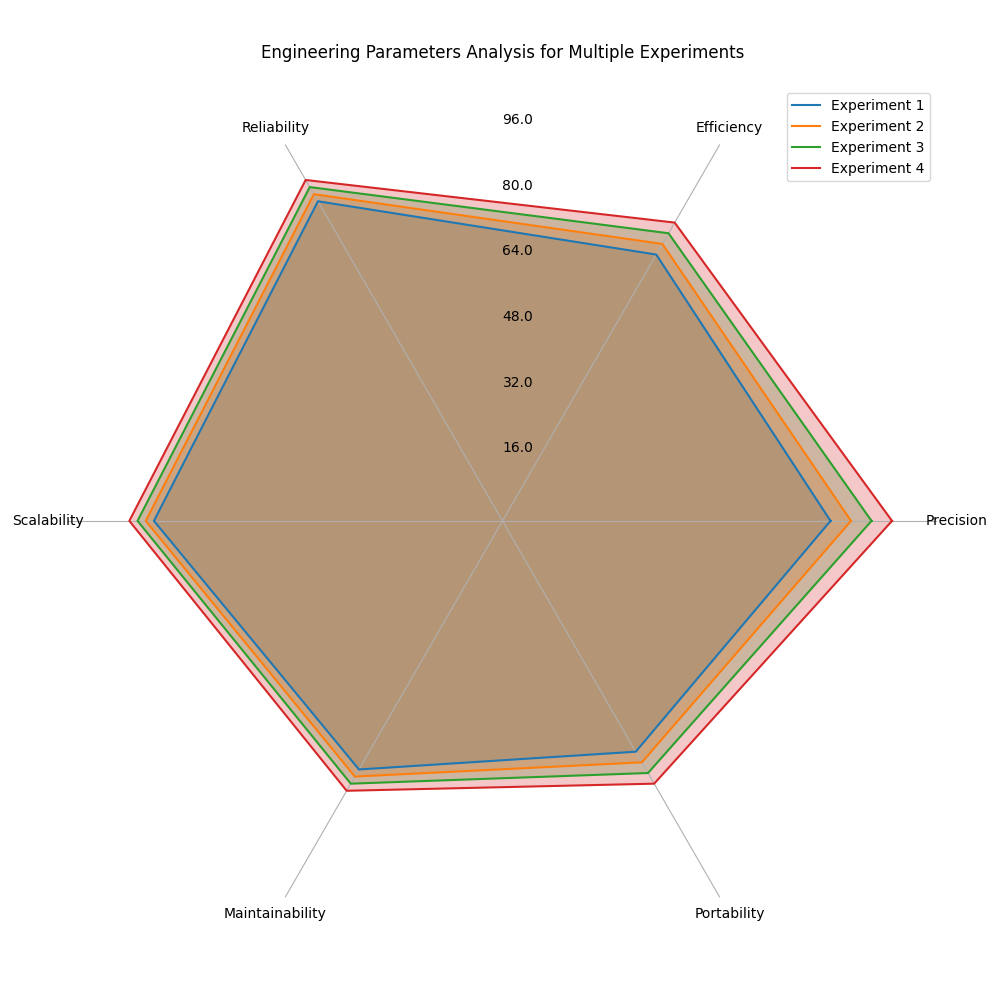 Engineering Parameters Analysis for Multiple Experiments
Experiment 1
Experiment 2
Experiment 3
Experiment 4
Reliability
Efficiency
96.0
80.0
64.0
48.0
32.0
16.0
Scalability
Precision
Maintainability
Portability